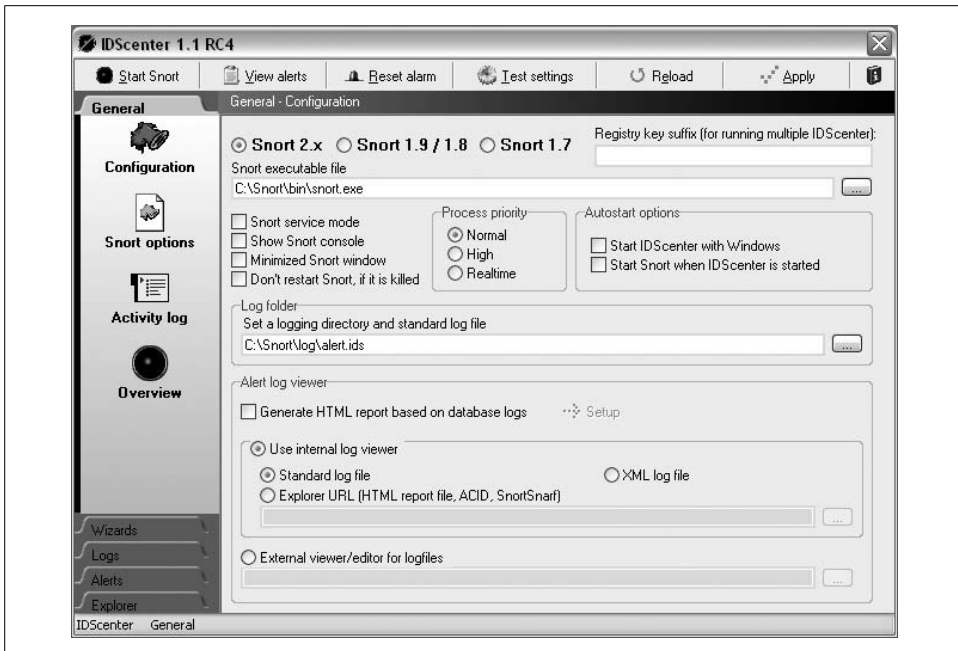 IDScenter 1.1 RC4
Start Snort View alerts Reset alarm Test settings Reload Apply
General
General - Configuration
Configuration
Snort options
Activity log
Overview
Snort 2.x Snort 1.9 / 1.8 Snort 1.7
Registry key suffix (for running multiple IDScenter):
Snort executable file
C:\Snort\bin\snort.exe
...
Snort service mode
Show Snort console
Minimized Snort window
Don't restart Snort, if it is killed
Process priority
Normal
High
Realtime
Autostart options
Start IDScenter with Windows
Start Snort when IDScenter is started
Log folder
Set a logging directory and standard log file
C:\Snort\log\alert.ids
...
Alert log viewer
Generate HTML report based on database logs Setup
Use internal log viewer
Standard log file XML log file
Explorer URL (HTML report file, ACID, SnortSnarf)
...
External viewer/editor for logfiles
...
Wizards
Logs
Alerts
Explorer
IDScenter General